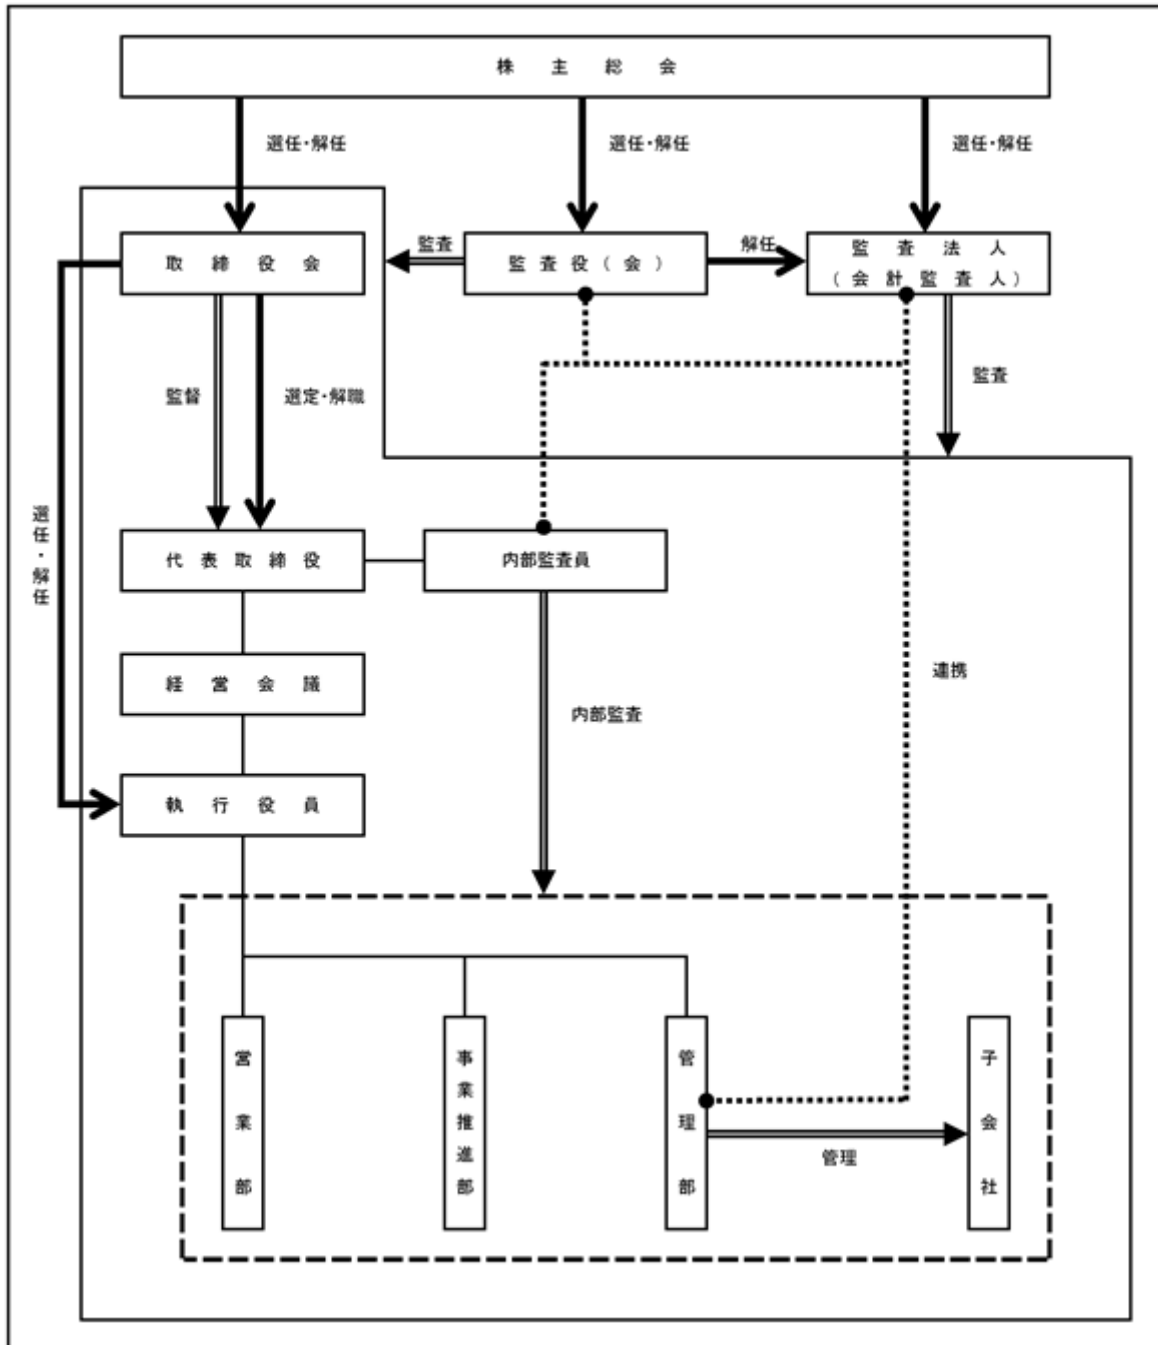 株主総会
選任・解任
選任・解任
選任・解任
取締役会
監査
監査役(会)
解任
監査法人
(会計監査人)
監督
選定・解職
監査
選任・解任
代表取締役
内部監査員
経営会議
連携
内部監査
執行役員
営業部
事業推進部
管理部
子会社
管理